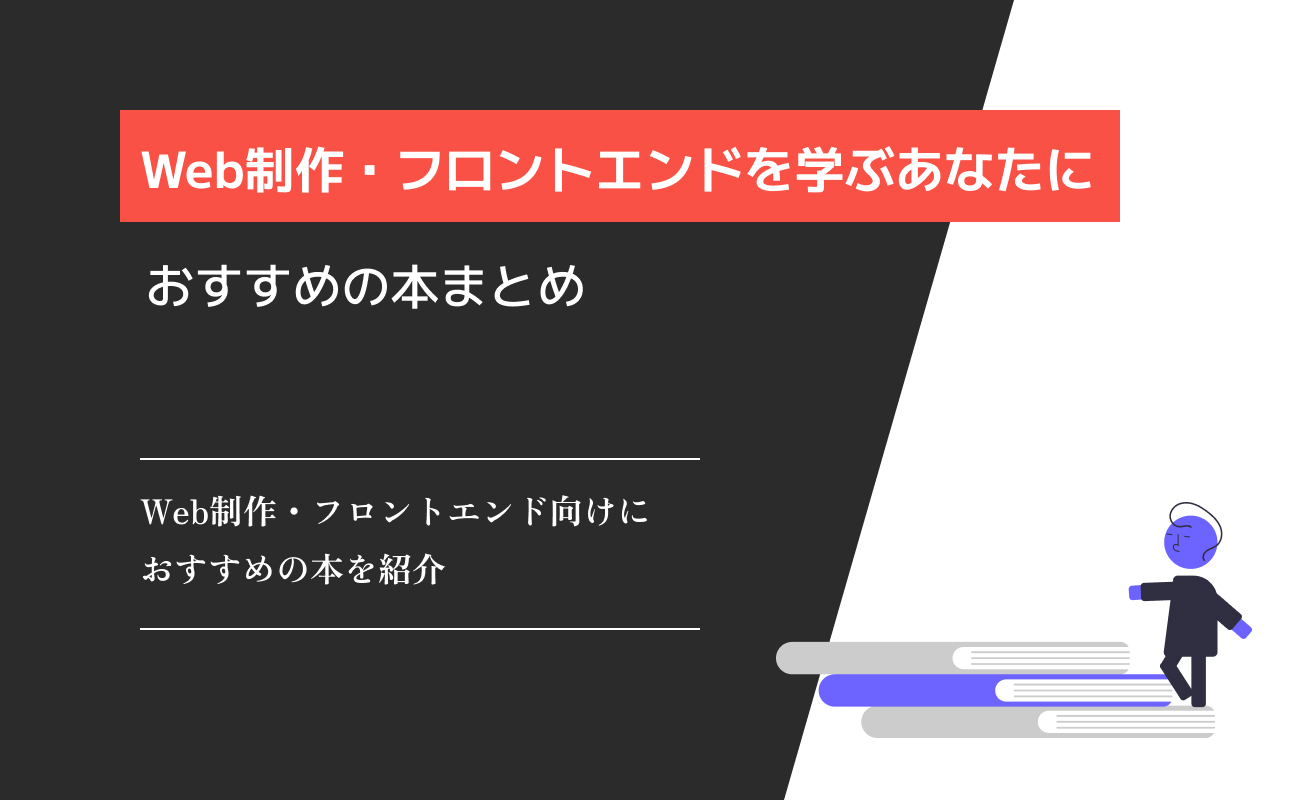 Web制作・フロントエンドを学ぶあなたに
おすすめの本まとめ
Web制作・フロントエンド向けに
おすすめの本を紹介